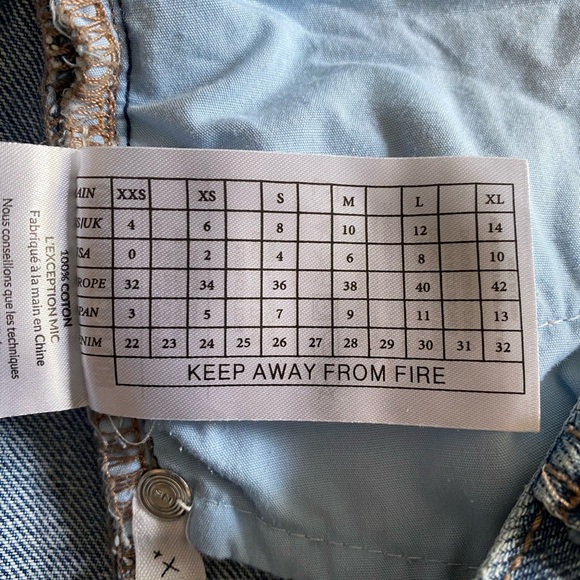 AIN XXS XS S M L XL
S/UK 4 6 8 10 12 14
SA 0 2 4 6 8 10
ROPE 32 34 36 38 40 42
PAN 3 5 7 9 11 13
NIM 22 23 24 25 26 27 28 29 30 31 32
KEEP AWAY FROM FIRE
100% COTON
L'EXCEPTION MIC
Fabriqué à la main en Chine
Nous conseillons que les techniques